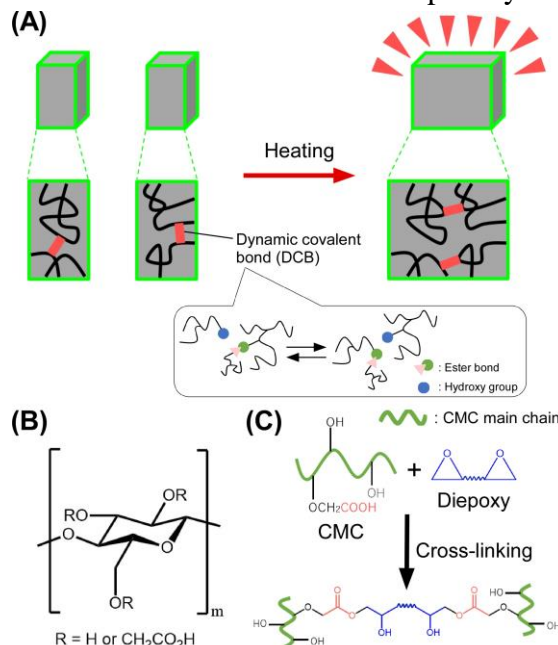 (A)
Heating
Dynamic covalent
bond (DCB)
: Ester bond
: Hydroxy group
(B)
RO
OR
O
O
O
OR
m
R = H or CH₂CO₂H
(C)
: CMC main chain
OH
OH
OCH₂COOH
CMC
+
O
O
Diepoxy
Cross-linking
HO
HO
O
O
O
OH
OH
O
O
O
OH
HO